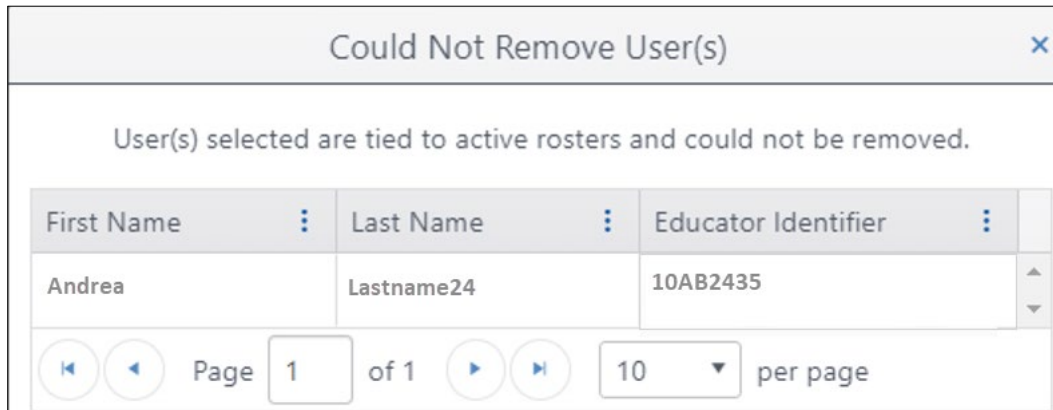 Could Not Remove User(s)
User(s) selected are tied to active rosters and could not be removed.
First Name Last Name Educator Identifier
Andrea Lastname24 10AB2435
Page 1 of 1 10 per page